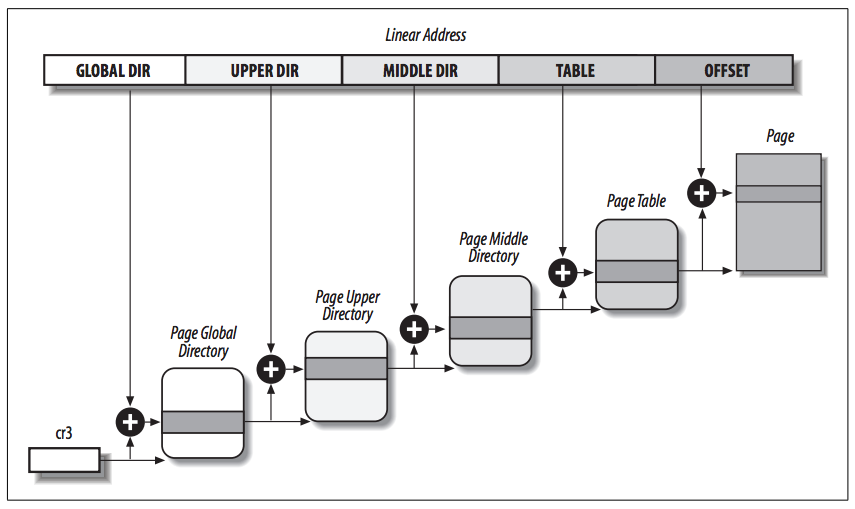 Linear Address
GLOBAL DIR
UPPER DIR
MIDDLE DIR
TABLE
OFFSET
Page
Page Table
Page Middle
Directory
Page Upper
Directory
Page Global
Directory
cr3